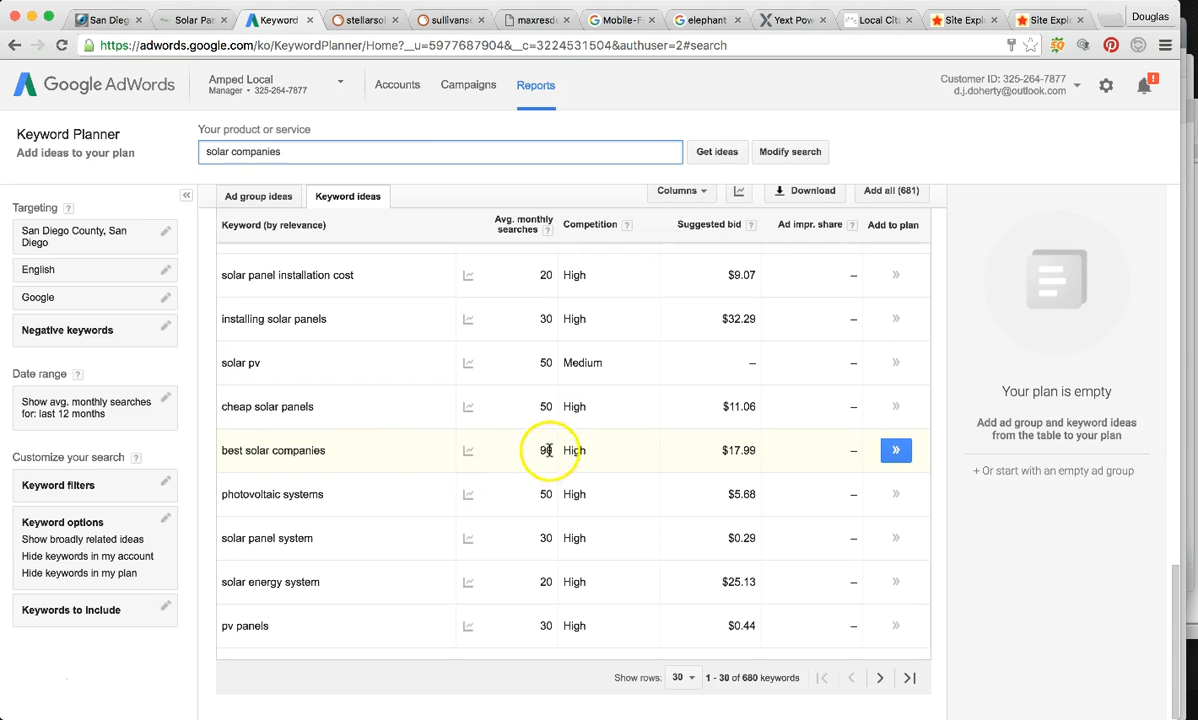 San Dieg
Solar Par
Keyword
stellarsol
sullivanso
maxresdu
Mobile-F
elephant
Yext Pow
Local Cit
Site Explo
Site Explo
Douglas
https://adwords.google.com/ko/KeywordPlanner/Home?__u=5977687904&__c=3224531504&authuser=2#search
Google AdWords
Amped Local
Manager • 325-264-7877
Accounts
Campaigns
Reports
Customer ID: 325-264-7877
d.j.doherty@outlook.com
!
Keyword Planner
Add ideas to your plan
Your product or service
solar companies
Get ideas
Modify search
Targeting ?
San Diego County, San
Diego
English
Google
Negative keywords
Date range ?
Show avg. monthly searches
for: last 12 months
Customize your search ?
Keyword filters
Keyword options
Show broadly related ideas
Hide keywords in my account
Hide keywords in my plan
Keywords to include
Ad group ideas
Keyword ideas
Columns
Download
Add all (681)
Keyword (by relevance)
Avg. monthly
searches ?
Competition ?
Suggested bid ?
Ad impr. share ?
Add to plan
solar panel installation cost 20 High $9.07 – »
installing solar panels 30 High $32.29 – »
solar pv 50 Medium – – »
cheap solar panels 50 High $11.06 – »
best solar companies 90 High $17.99 – »
photovoltaic systems 50 High $5.68 – »
solar panel system 30 High $0.29 – »
solar energy system 20 High $25.13 – »
pv panels 30 High $0.44 – »
Show rows: 30 1 - 30 of 680 keywords
Your plan is empty
Add ad group and keyword ideas
from the table to your plan
+ Or start with an empty ad group